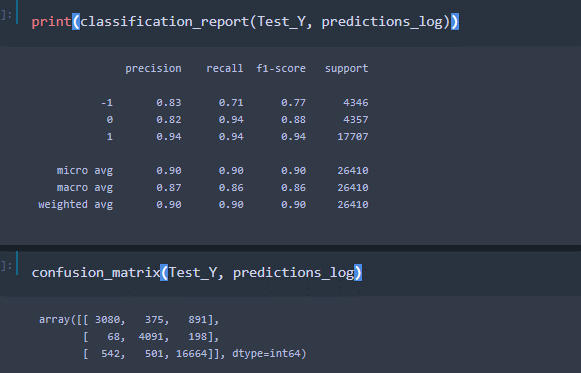 ]: print(classification_report(Test_Y, predictions_log))
precision recall f1-score support
-1 0.83 0.71 0.77 4346
0 0.82 0.94 0.88 4357
1 0.94 0.94 0.94 17707
micro avg 0.90 0.90 0.90 26410
macro avg 0.87 0.86 0.86 26410
weighted avg 0.90 0.90 0.90 26410
]: confusion_matrix(Test_Y, predictions_log)
array([[ 3080, 375, 891],
[ 68, 4091, 198],
[ 542, 501, 16664]], dtype=int64)